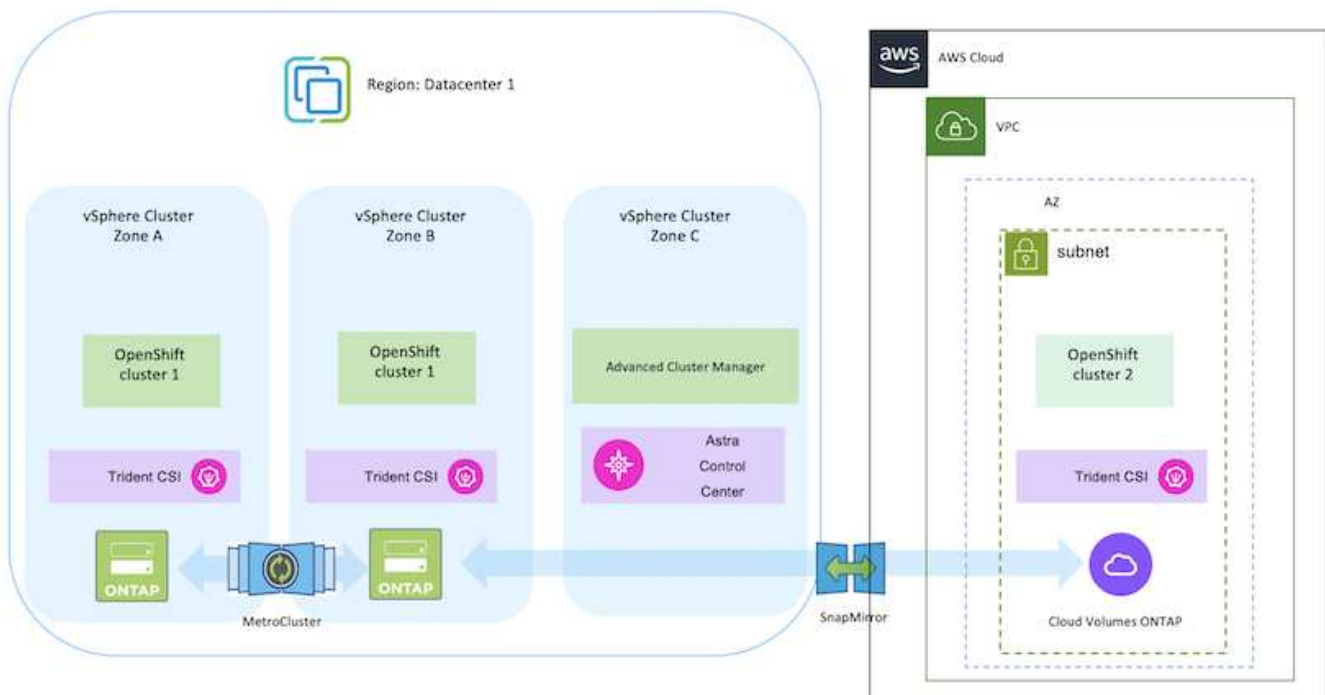 Region: Datacenter 1
aws
AWS Cloud
VPC
AZ
subnet
vSphere Cluster
Zone A
vSphere Cluster
Zone B
vSphere Cluster
Zone C
OpenShift
cluster 1
OpenShift
cluster 1
Advanced Cluster Manager
OpenShift
cluster 2
Trident CSI
Trident CSI
Astra
Control
Center
Trident CSI
ONTAP
ONTAP
MetroCluster
SnapMirror
Cloud Volumes ONTAP